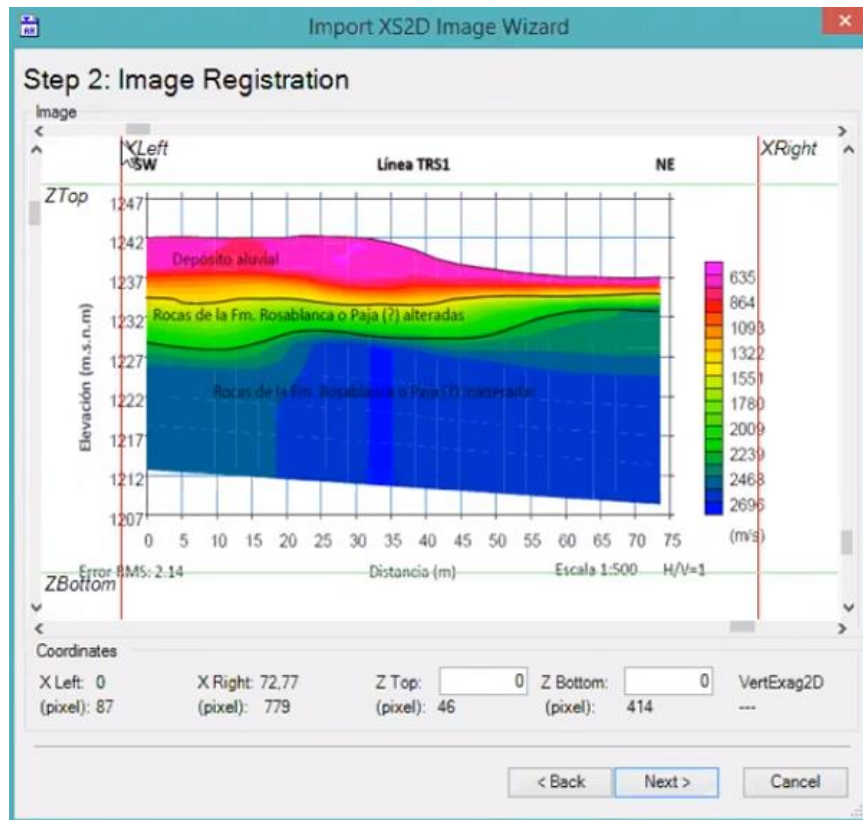 Import XS2D Image Wizard
Step 2: Image Registration
Image
XLeft
XRight
SW
Línea TRS1
NE
ZTop
1247
1242
1237
1232
1227
1222
1217
1212
1207
Elevación (m.s.n.m)
Depósito aluvial
Rocas de la Fm. Rosablanca o Paja (?) alteradas
Rocas de la Fm. Rosablanca o Paja (?) inalteradas
635
864
1093
1322
1551
1780
2009
2239
2468
2696
(m/s)
0 5 10 15 20 25 30 35 40 45 50 55 60 65 70 75
Error RMS: 2.14
Distancia (m)
Escala 1:500
H/V=1
ZBottom
Coordinates
X Left: 0 X Right: 72,77 Z Top: 0 Z Bottom: 0 VertExag2D
(pixel): 87 (pixel): 779 (pixel): 46 (pixel): 414 ---
< Back Next > Cancel